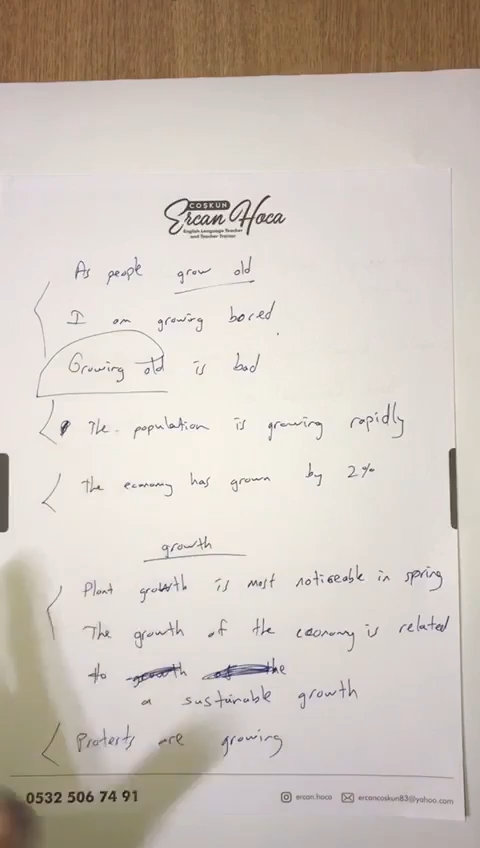 COSKUN
Ercan Hoca
English Language Teacher
and Teacher Trainer
As people grow old
I am growing bored.
Growing old is bad
The population is growing rapidly
The economy has grown by 2%
growth
Plant growth is most noticeable in spring
The growth of the economy is related
to growth of the
a sustainable growth
Protests are growing
0532 506 74 91
ercan.hoca
ercancoskun83@yahoo.com